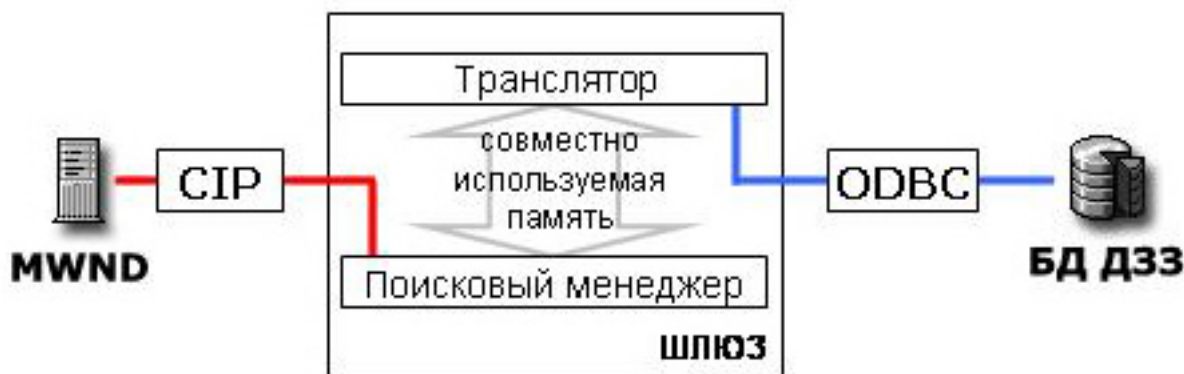 Транслятор
совместно
используемая
память
CIP
ODBC
MWND
БД ДЗЗ
Поисковый менеджер
ШЛЮЗ